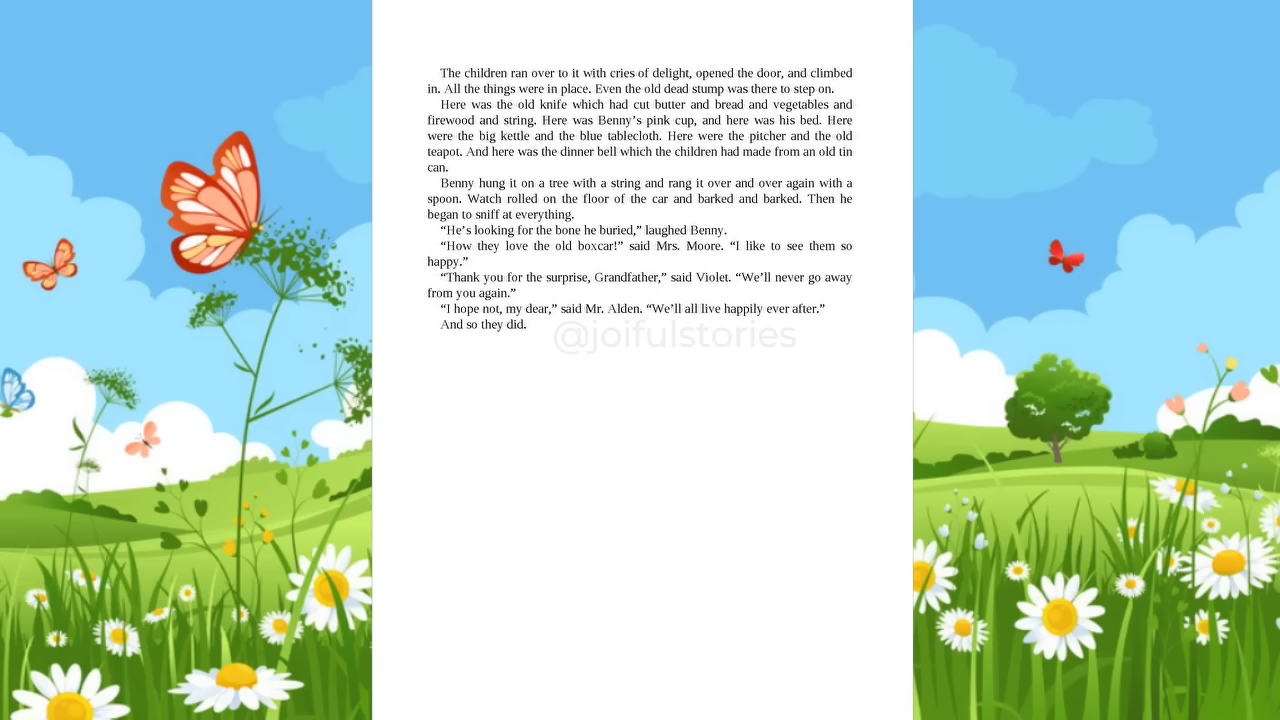 The children ran over to it with cries of delight, opened the door, and climbed
in. All the things were in place. Even the old dead stump was there to step on.
Here was the old knife which had cut butter and bread and vegetables and
firewood and string. Here was Benny’s pink cup, and here was his bed. Here
were the big kettle and the blue tablecloth. Here were the pitcher and the old
teapot. And here was the dinner bell which the children had made from an old tin
can.
Benny hung it on a tree with a string and rang it over and over again with a
spoon. Watch rolled on the floor of the car and barked and barked. Then he
began to sniff at everything.
“He’s looking for the bone he buried,” laughed Benny.
“How they love the old boxcar!” said Mrs. Moore. “I like to see them so
happy.”
“Thank you for the surprise, Grandfather,” said Violet. “We’ll never go away
from you again.”
“I hope not, my dear,” said Mr. Alden. “We’ll all live happily ever after.”
And so they did.
@joifulstories